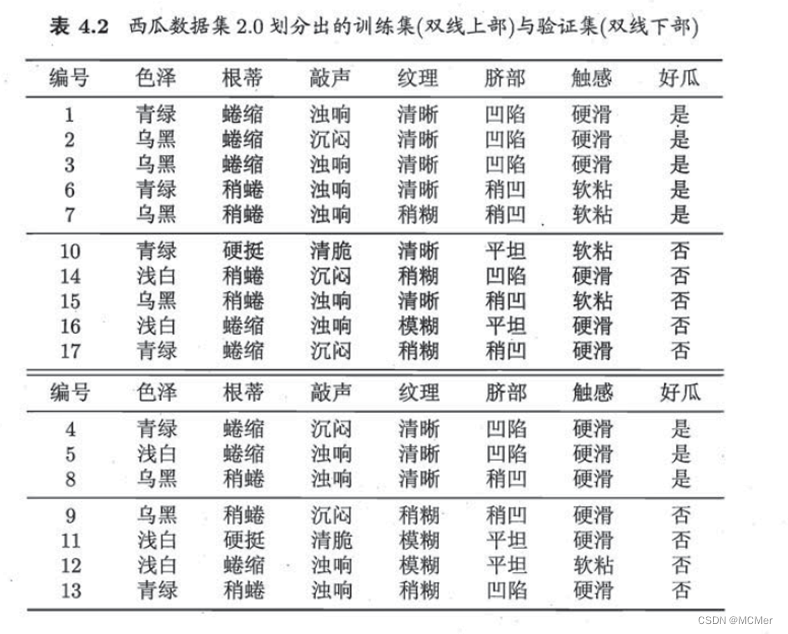 表 4.2 西瓜数据集 2.0 划分出的训练集(双线上部)与验证集(双线下部)
编号 色泽 根蒂 敲声 纹理 脐部 触感 好瓜
1 青绿 蜷缩 浊响 清晰 凹陷 硬滑 是
2 乌黑 蜷缩 沉闷 清晰 凹陷 硬滑 是
3 乌黑 蜷缩 浊响 清晰 凹陷 硬滑 是
6 青绿 稍蜷 浊响 清晰 稍凹 软粘 是
7 乌黑 稍蜷 浊响 稍糊 稍凹 软粘 是
10 青绿 硬挺 清脆 清晰 平坦 软粘 否
14 浅白 稍蜷 沉闷 稍糊 凹陷 硬滑 否
15 乌黑 稍蜷 浊响 清晰 稍凹 软粘 否
16 浅白 蜷缩 浊响 模糊 平坦 硬滑 否
17 青绿 蜷缩 沉闷 稍糊 稍凹 硬滑 否
编号 色泽 根蒂 敲声 纹理 脐部 触感 好瓜
4 青绿 蜷缩 沉闷 清晰 凹陷 硬滑 是
5 浅白 蜷缩 浊响 清晰 凹陷 硬滑 是
8 乌黑 稍蜷 浊响 清晰 稍凹 硬滑 是
9 乌黑 稍蜷 沉闷 稍糊 稍凹 硬滑 否
11 浅白 硬挺 清脆 模糊 平坦 硬滑 否
12 浅白 蜷缩 浊响 模糊 平坦 软粘 否
13 青绿 稍蜷 浊响 稍糊 凹陷 硬滑 否
CSDN @MCMer